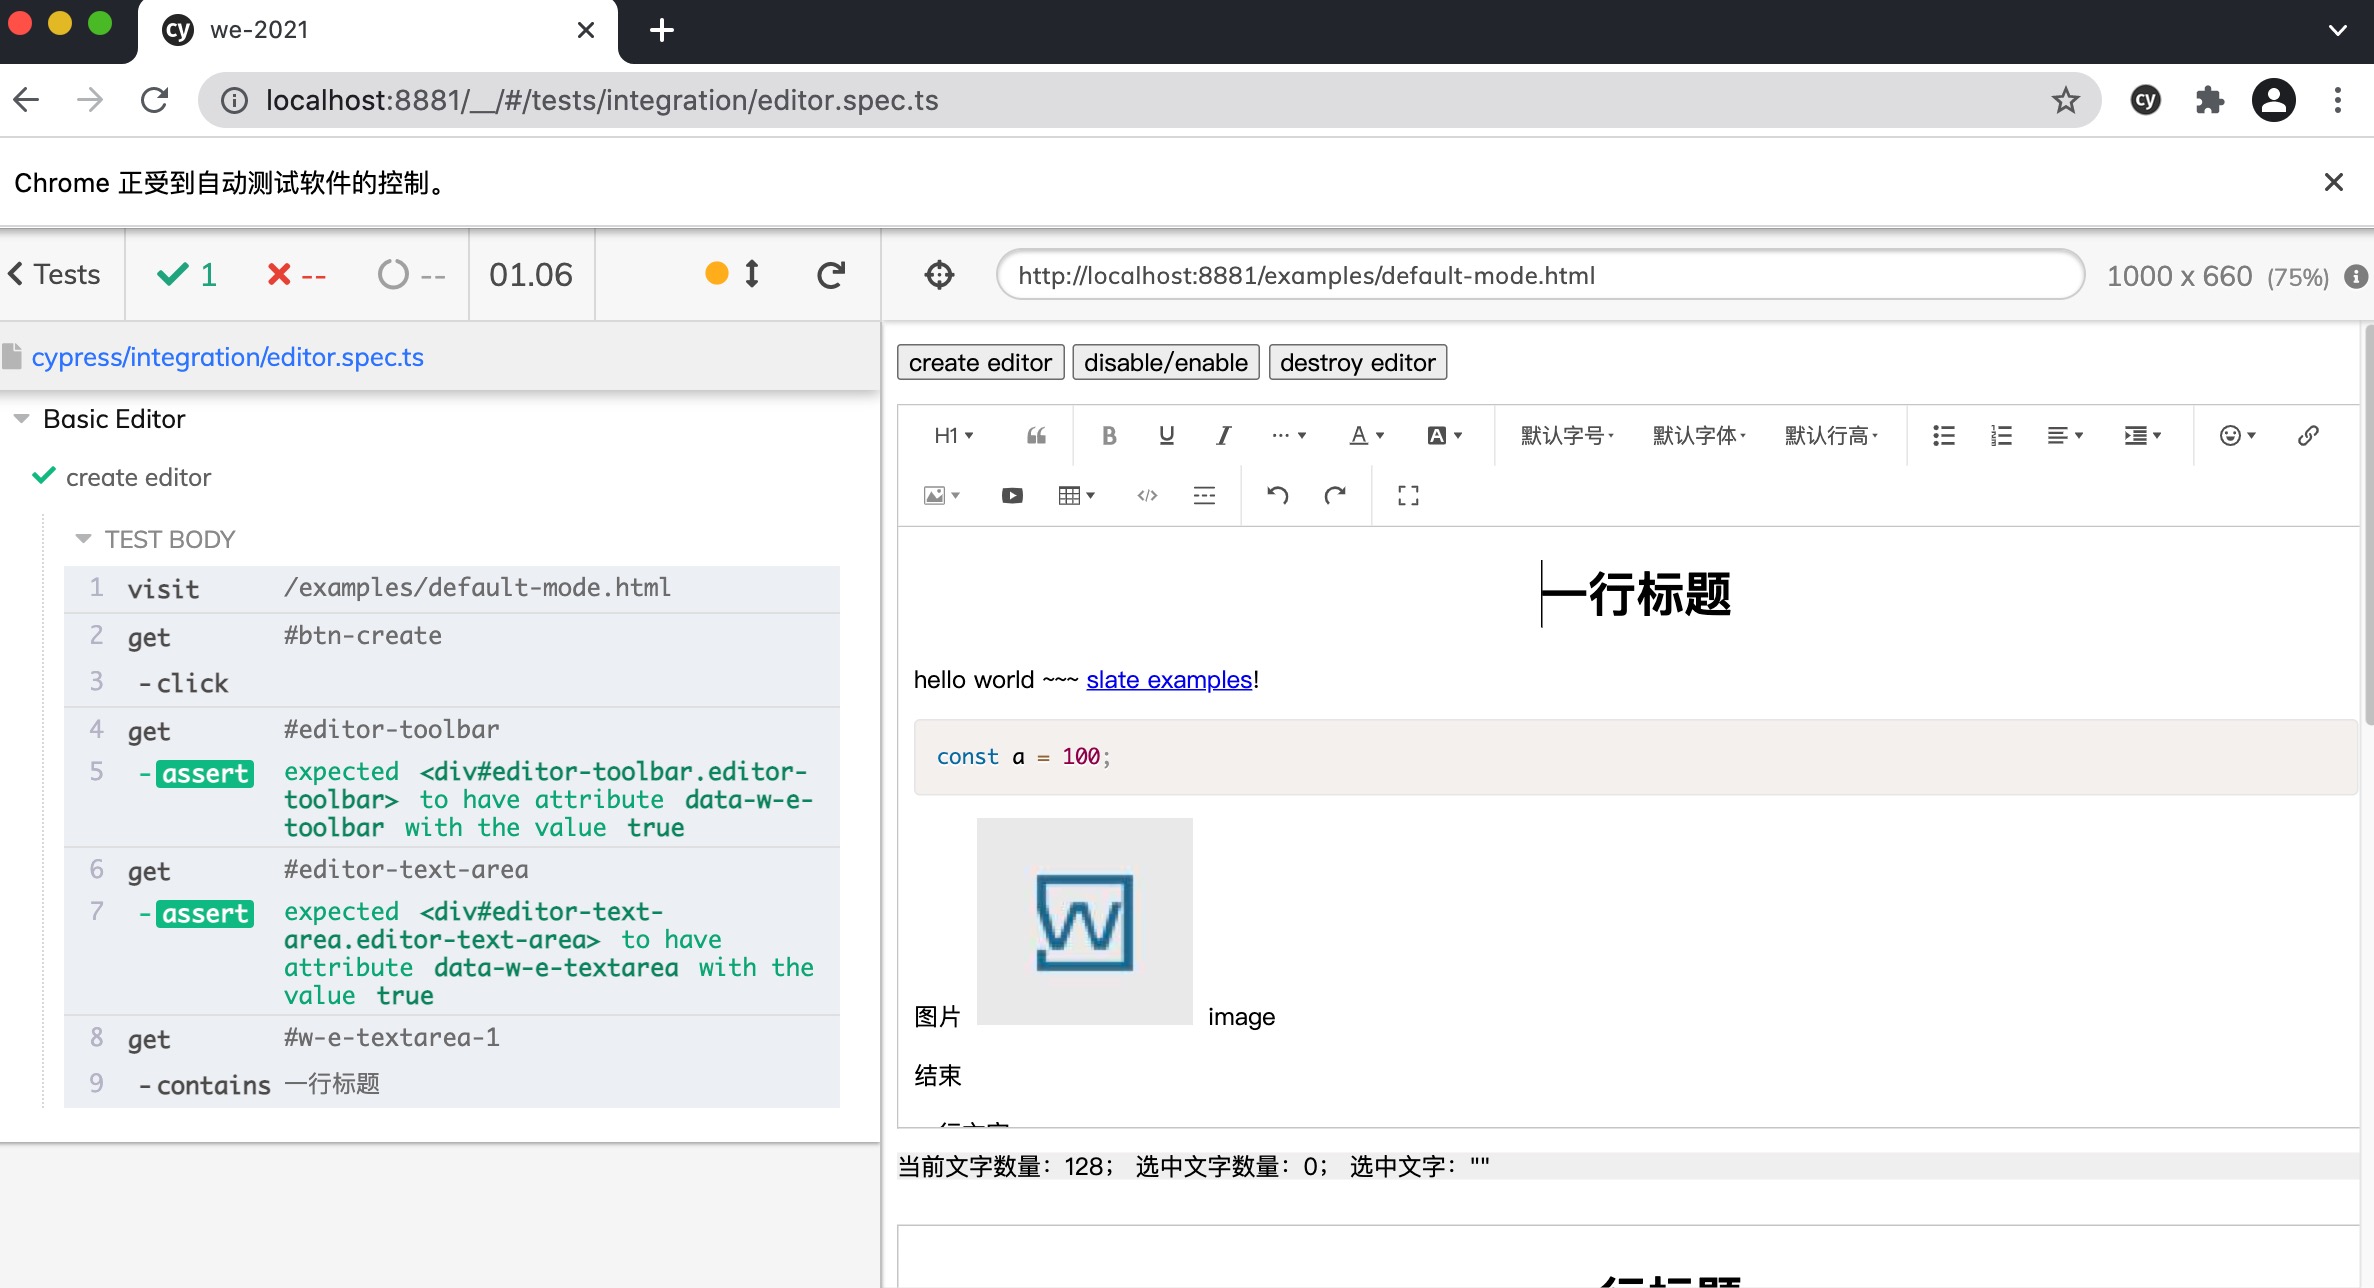 we-2021
localhost:8881/__/#/tests/integration/editor.spec.ts
Chrome 正受到自动测试软件的控制。
Tests 1 -- -- 01.06
http://localhost:8881/examples/default-mode.html 1000 x 660 (75%)
cypress/integration/editor.spec.ts
Basic Editor
create editor
TEST BODY
1 visit /examples/default-mode.html
2 get #btn-create
3 -click
4 get #editor-toolbar
5 -assert expected <div#editor-toolbar.editor-
toolbar> to have attribute data-w-e-
toolbar with the value true
6 get #editor-text-area
7 -assert expected <div#editor-text-
area.editor-text-area> to have
attribute data-w-e-textarea with the
value true
8 get #w-e-textarea-1
9 -contains 一行标题
create editor disable/enable destroy editor
H1 B U I A A 默认字号 默认字体 默认行高
一行标题
hello world ~~~ slate examples!
const a = 100;
图片 image
结束
一行文字
当前文字数量：128； 选中文字数量：0； 选中文字：""
一行标题